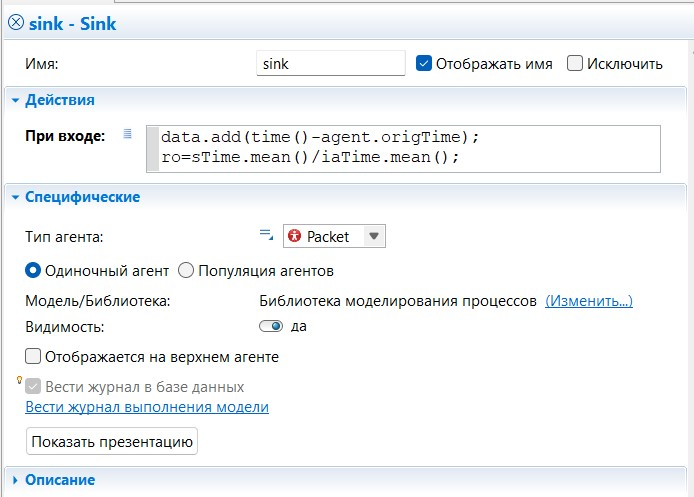 sink - Sink
Имя: sink Отображать имя Исключить
Действия
При входе: data.add(time()-agent.origTime);
ro=sTime.mean()/iaTime.mean();
Специфические
Тип агента: Packet
Одиночный агент Популяция агентов
Модель/Библиотека: Библиотека моделирования процессов (Изменить...)
Видимость: да
Отображается на верхнем агенте
Вести журнал в базе данных
Вести журнал выполнения модели
Показать презентацию
Описание